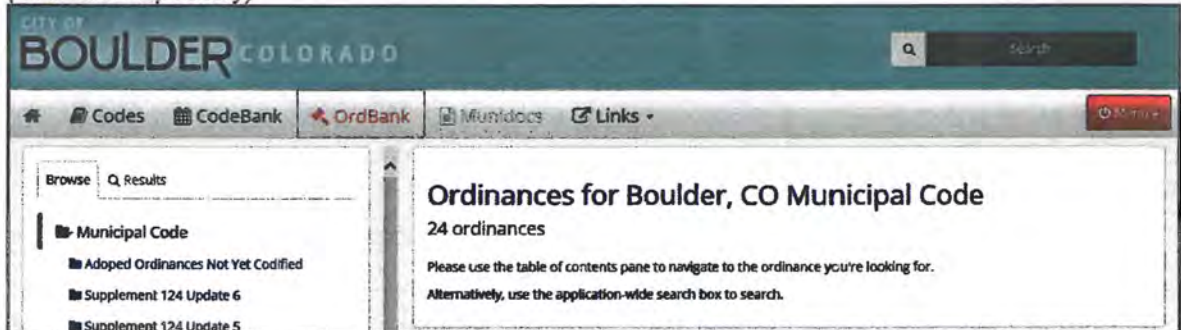 CITY OF
BOULDER COLORADO
Search
Codes
CodeBank
OrdBank
Munidocs
Links
Browse
Results
Municipal Code
Adoped Ordinances Not Yet Codified
Supplement 124 Update 6
Supplement 124 Update 5
Ordinances for Boulder, CO Municipal Code
24 ordinances
Please use the table of contents pane to navigate to the ordinance you're looking for.
Alternatively, use the application-wide search box to search.